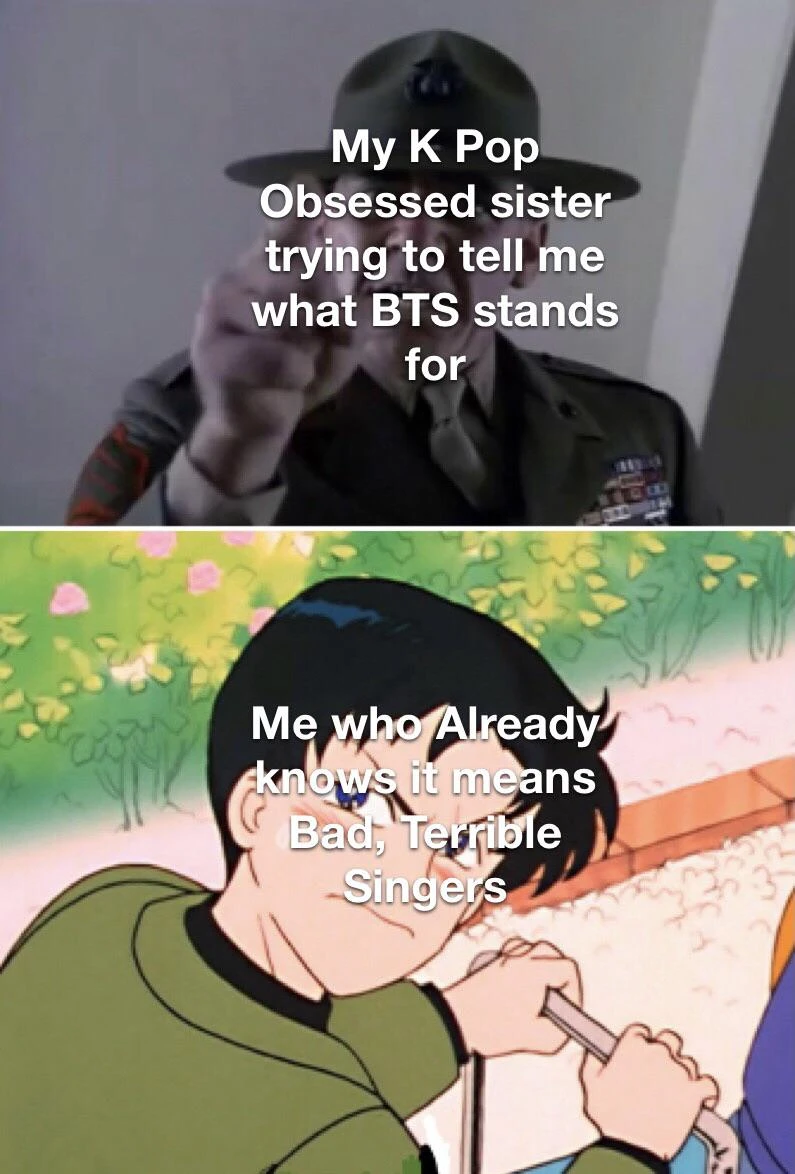 My K Pop
Obsessed sister
trying to tell me
what BTS stands
for
Me who Already
knows it means
Bad, Terrible
Singers